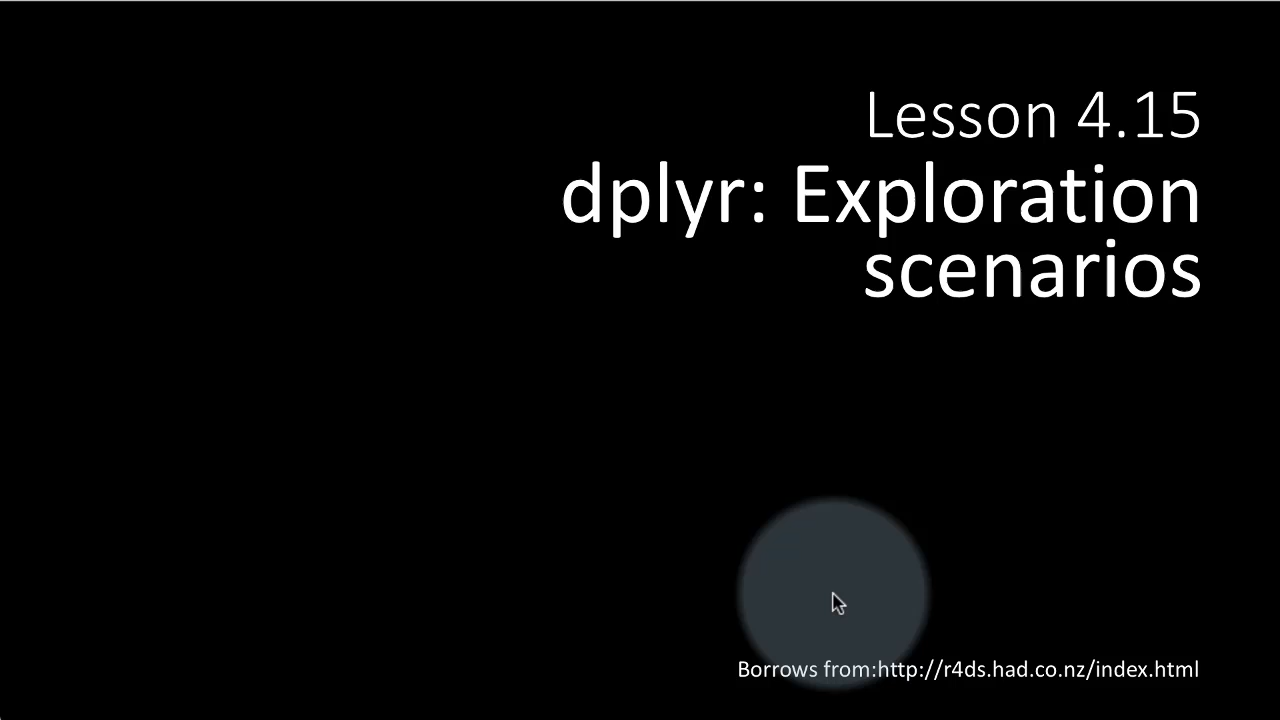 Lesson 4.15
dplyr: Exploration
scenarios
Borrows from:http://r4ds.had.co.nz/index.html